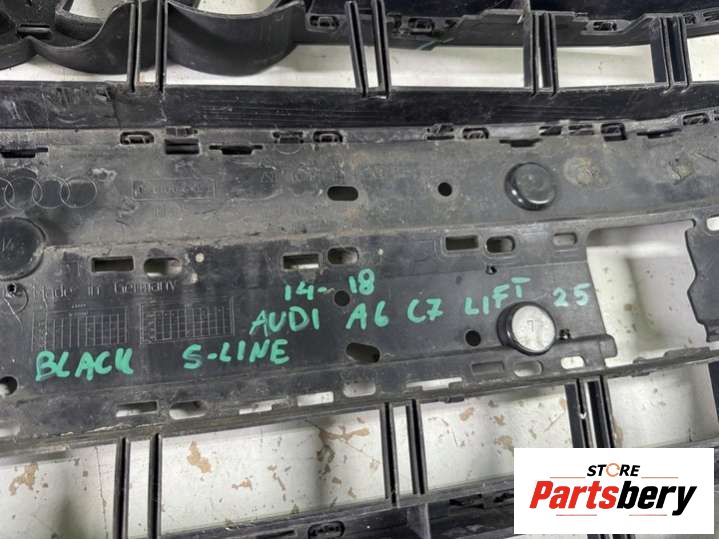 Made in Germany
14-18
AUDI A6 C7 LIFT 25
BLACK S-LINE
STORE
Partsbery